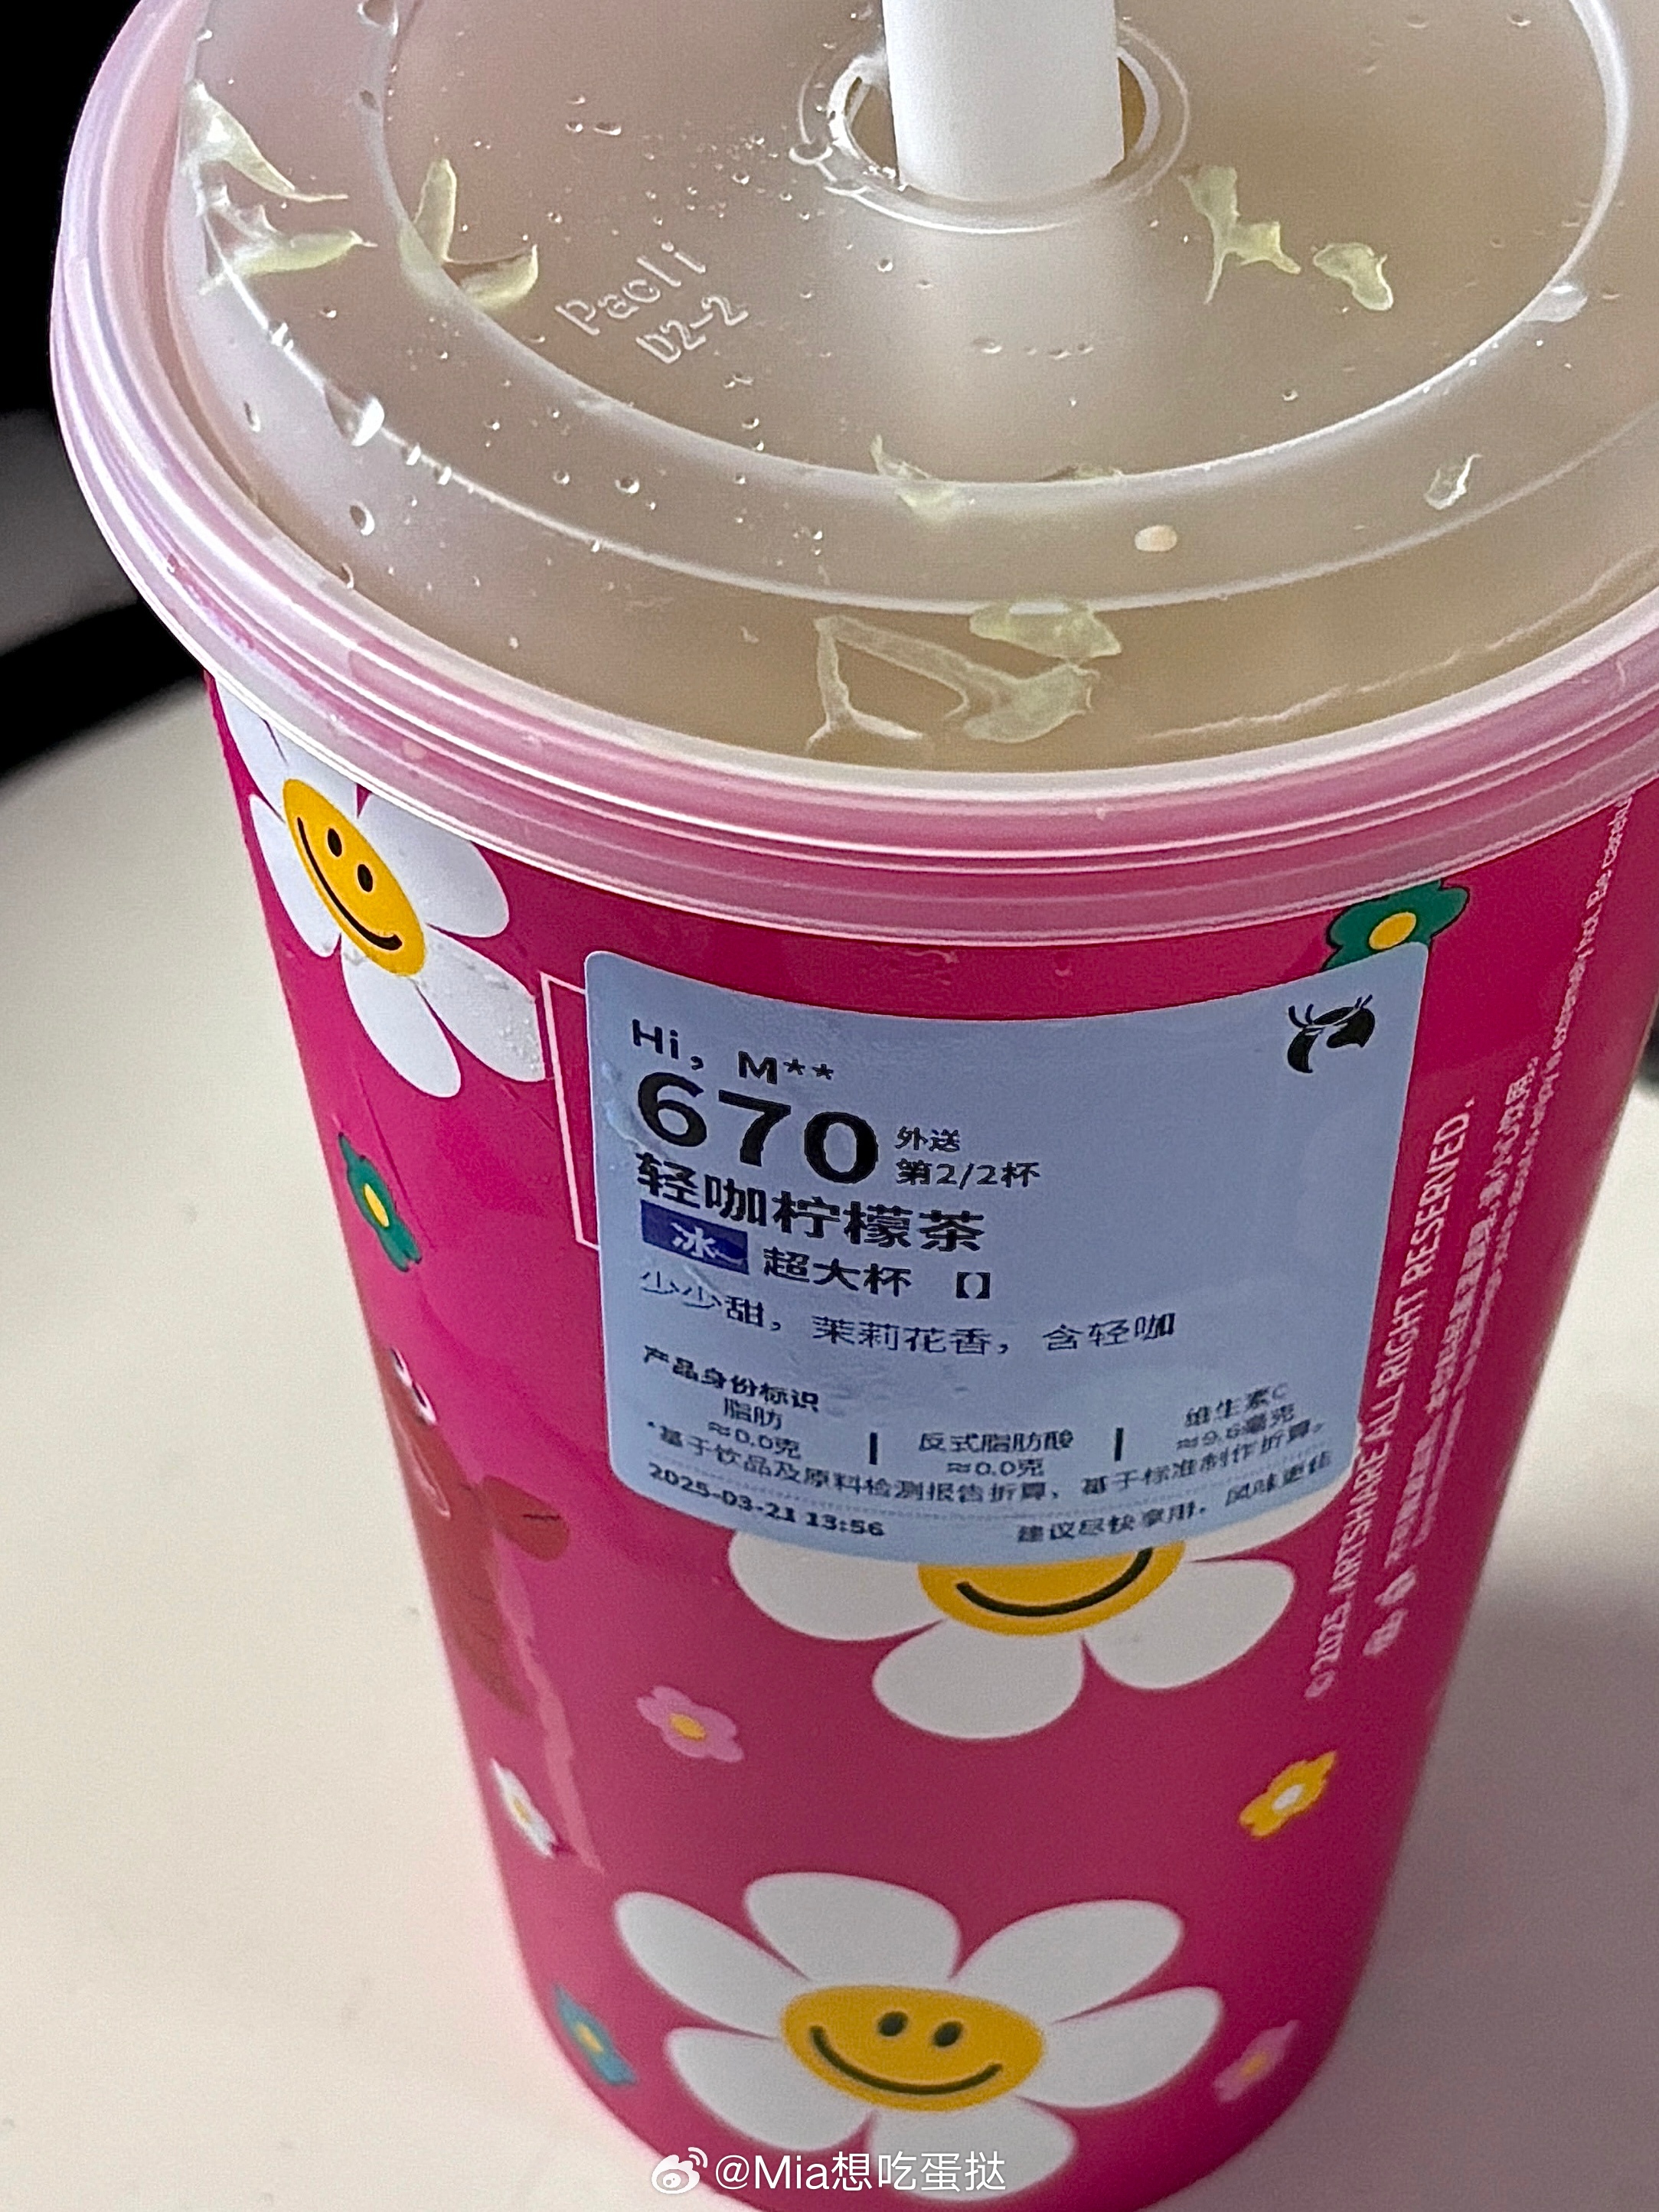 Paoli
D2-2
Hi, M**
670 外送
第2/2杯
轻咖柠檬茶
冰 超大杯 【】
少少甜，茉莉花香，含轻咖
产品身份标识
脂肪
≈0.0克
反式脂肪酸
≈0.0克
维生素C
≈9.6毫克
*基于饮品及原料检测报告折算，基于标准制作折算。
2025-03-21 13:56
建议尽快享用，风味更佳
© 2025 ARTSHARE ALL RIGHT RESERVED.
@Mia想吃蛋挞